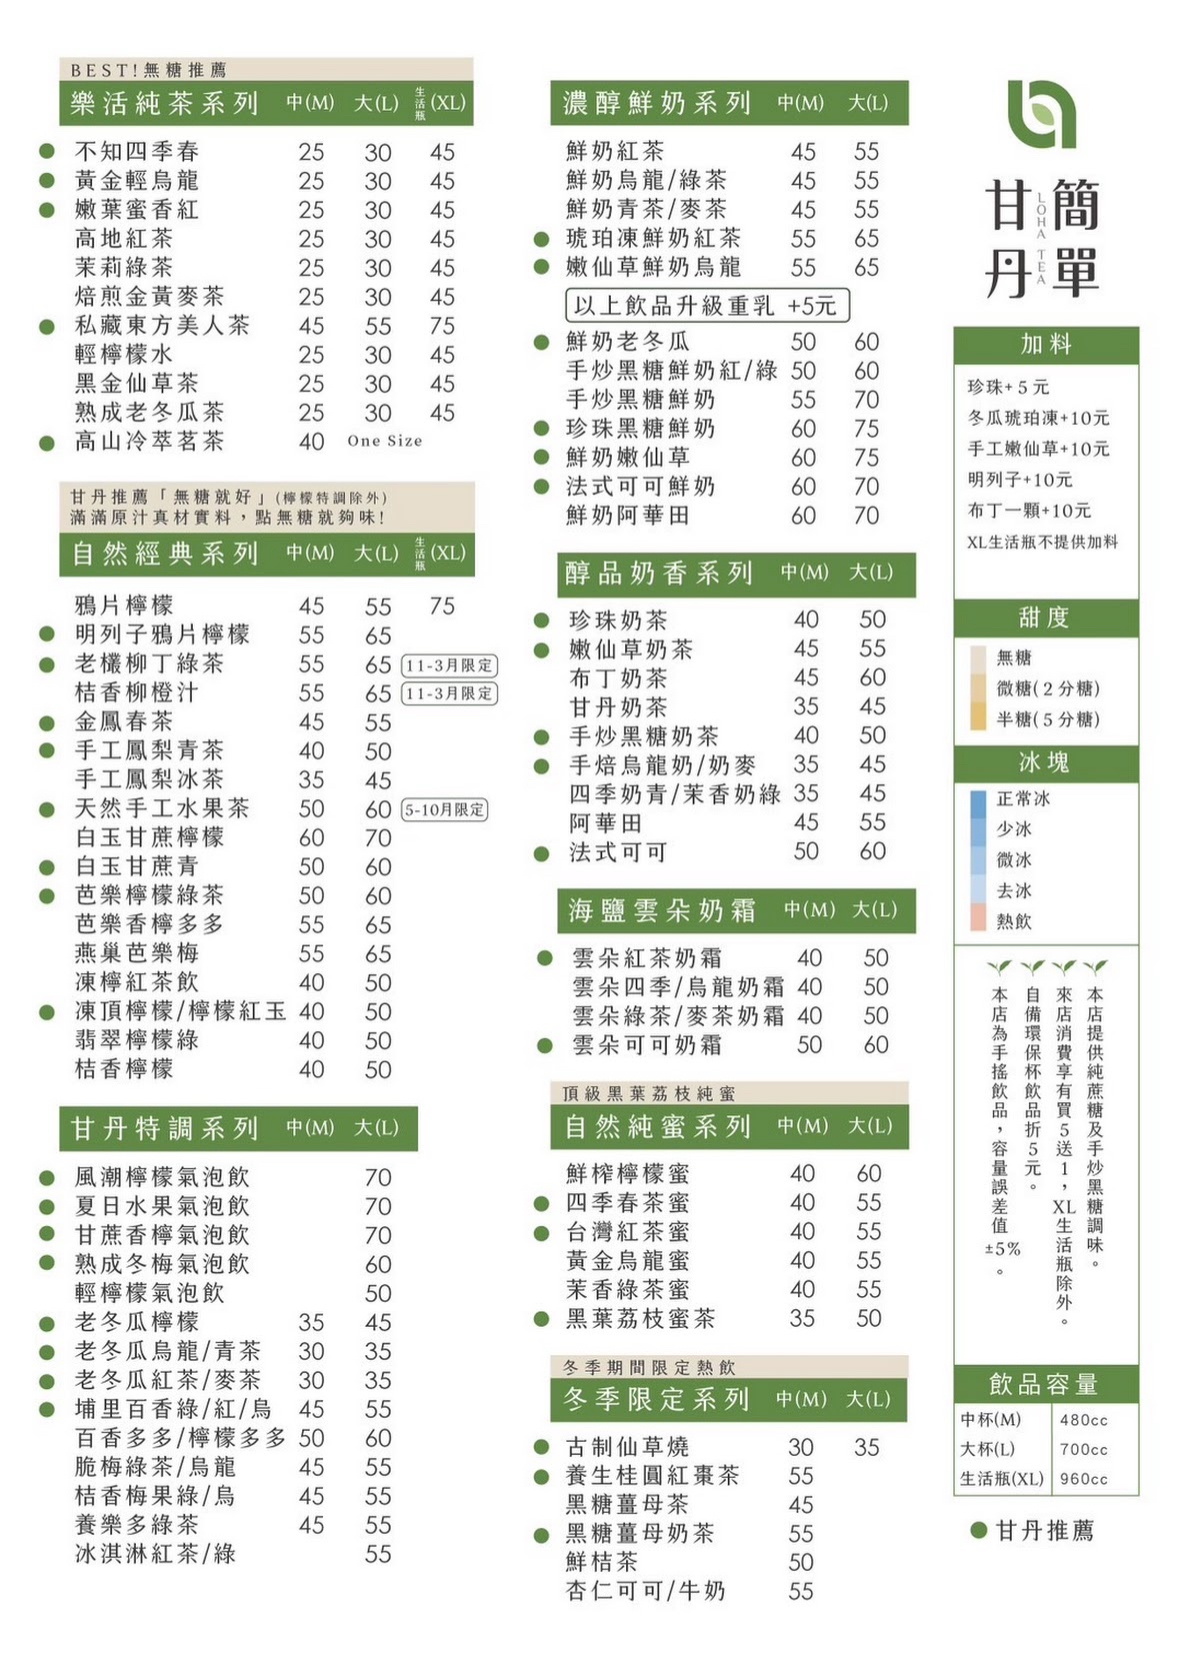 BEST!無糖推薦
樂活純茶系列 中(M) 大(L) 生活瓶(XL)
不知四季春 25 30 45
黃金輕烏龍 25 30 45
嫩葉蜜香紅 25 30 45
高地紅茶 25 30 45
茉莉綠茶 25 30 45
焙煎金黃麥茶 25 30 45
私藏東方美人茶 45 55 75
輕檸檬水 25 30 45
黑金仙草茶 25 30 45
熟成老冬瓜茶 25 30 45
高山冷萃茗茶 40 One Size
甘丹推薦「無糖就好」(檸檬特調除外)
滿滿原汁真材實料，點無糖就夠味!
自然經典系列 中(M) 大(L) 生活瓶(XL)
鴉片檸檬 45 55 75
明列子鴉片檸檬 55 65
老欉柳丁綠茶 55 65 11-3月限定
桔香柳橙汁 55 65 11-3月限定
金鳳春茶 45 55
手工鳳梨青茶 40 50
手工鳳梨冰茶 35 45
天然手工水果茶 50 60 5-10月限定
白玉甘蔗檸檬 60 70
白玉甘蔗青 50 60
芭樂檸檬綠茶 50 60
芭樂香檸多多 55 65
燕巢芭樂梅 55 65
凍檸紅茶飲 40 50
凍頂檸檬/檸檬紅玉 40 50
翡翠檸檬綠 40 50
桔香檸檬 40 50
甘丹特調系列 中(M) 大(L)
風潮檸檬氣泡飲 70
夏日水果氣泡飲 70
甘蔗香檸氣泡飲 70
熟成冬梅氣泡飲 60
輕檸檬氣泡飲 50
老冬瓜檸檬 35 45
老冬瓜烏龍/青茶 30 35
老冬瓜紅茶/麥茶 30 35
埔里百香綠/紅/烏 45 55
百香多多/檸檬多多 50 60
脆梅綠茶/烏龍 45 55
桔香梅果綠/烏 45 55
養樂多綠茶 45 55
冰淇淋紅茶/綠 55
濃醇鮮奶系列 中(M) 大(L)
鮮奶紅茶 45 55
鮮奶烏龍/綠茶 45 55
鮮奶青茶/麥茶 45 55
琥珀凍鮮奶紅茶 55 65
嫩仙草鮮奶烏龍 55 65
以上飲品升級重乳 +5元
鮮奶老冬瓜 50 60
手炒黑糖鮮奶紅/綠 50 60
手炒黑糖鮮奶 55 70
珍珠黑糖鮮奶 60 75
鮮奶嫩仙草 60 75
法式可可鮮奶 60 70
鮮奶阿華田 60 70
醇品奶香系列 中(M) 大(L)
珍珠奶茶 40 50
嫩仙草奶茶 45 55
布丁奶茶 45 60
甘丹奶茶 35 45
手炒黑糖奶茶 40 50
手焙烏龍奶/奶麥 35 45
四季奶青/茉香奶綠 35 45
阿華田 45 55
法式可可 50 60
海鹽雲朵奶霜 中(M) 大(L)
雲朵紅茶奶霜 40 50
雲朵四季/烏龍奶霜 40 50
雲朵綠茶/麥茶奶霜 40 50
雲朵可可奶霜 50 60
頂級黑葉荔枝純蜜
自然純蜜系列 中(M) 大(L)
鮮榨檸檬蜜 40 60
四季春茶蜜 40 55
台灣紅茶蜜 40 55
黃金烏龍蜜 40 55
茉香綠茶蜜 40 55
黑葉荔枝蜜茶 35 50
冬季期間限定熱飲
冬季限定系列 中(M) 大(L)
古制仙草燒 30 35
養生桂圓紅棗茶 55
黑糖薑母茶 45
黑糖薑母奶茶 55
鮮桔茶 50
杏仁可可/牛奶 55
簡單
LOHA TEA
甘丹
加料
珍珠+5元
冬瓜琥珀凍+10元
手工嫩仙草+10元
明列子+10元
布丁一顆+10元
XL生活瓶不提供加料
甜度
無糖
微糖(2分糖)
半糖(5分糖)
冰塊
正常冰
少冰
微冰
去冰
熱飲
本店提供純蔗糖及手炒黑糖調味。
來店消費享有買5送1，XL生活瓶除外。
自備環保杯飲品折5元。
本店為手搖飲品，容量誤差值±5%。
飲品容量
中杯(M) 480cc
大杯(L) 700cc
生活瓶(XL) 960cc
甘丹推薦